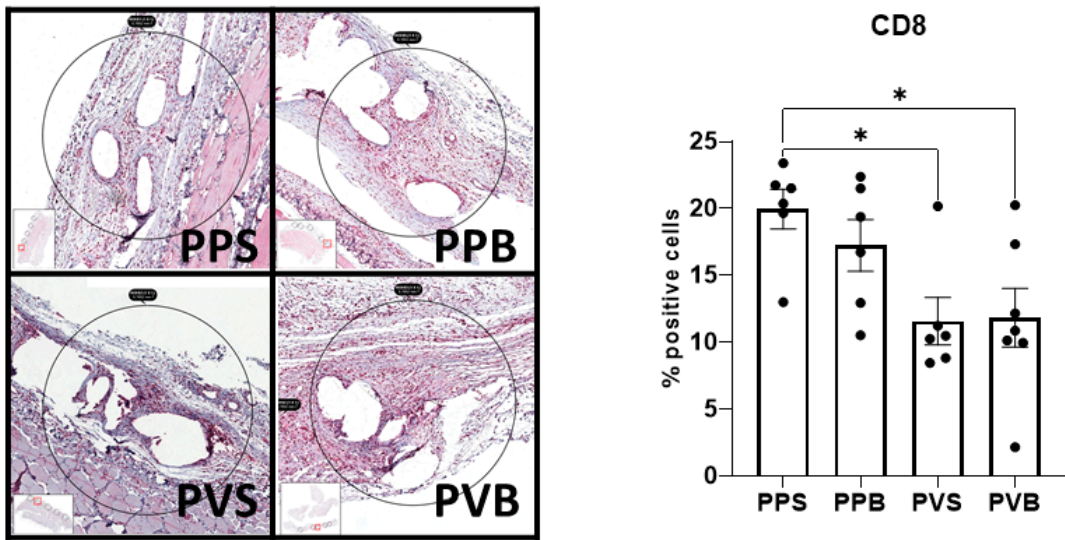 PPS
PPB
PVS
PVB
CD8
*
*
% positive cells
25
20
15
10
5
0
PPS
PPB
PVS
PVB